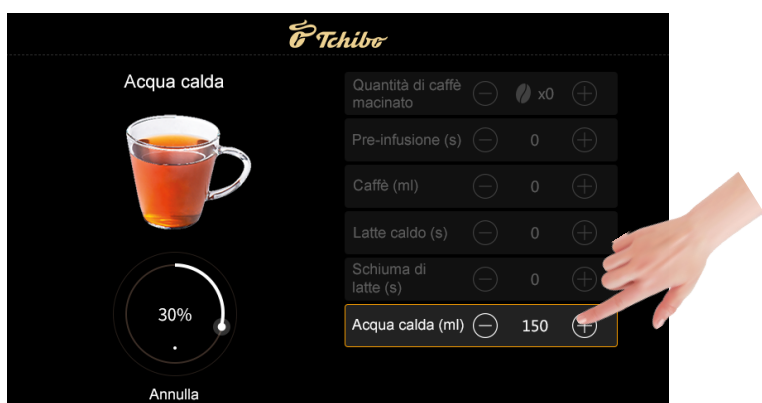 Tchibo
Acqua calda
Quantità di caffè
macinato
x0
Pre-infusione (s)
0
Caffè (ml)
0
Latte caldo (s)
0
Schiuma di
latte (s)
0
Acqua calda (ml)
150
30%
Annulla